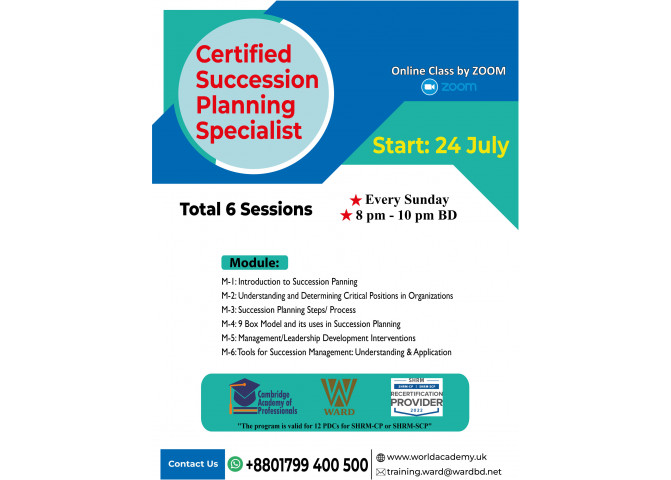 Certified
Succession
Planning
Specialist
Online Class by ZOOM
zoom
Start: 24 July
Total 6 Sessions
Every Sunday
8 pm - 10 pm BD
Module:
M-1: Introduction to Succession Panning
M-2: Understanding and Determining Critical Positions in Organizations
M-3: Succession Planning Steps/ Process
M-4: 9 Box Model and its uses in Succession Planning
M-5: Management/Leadership Development Interventions
M-6: Tools for Succession Management: Understanding & Application
Cambridge
Academy of
Professionals
WARD
SHRM
SHRM-CP | SHRM-SCP
RECERTIFICATION
PROVIDER
2022
"The program is valid for 12 PDCs for SHRM-CP or SHRM-SCP"
Contact Us
+8801799 400 500
www.worldacademy.uk
training.ward@wardbd.net